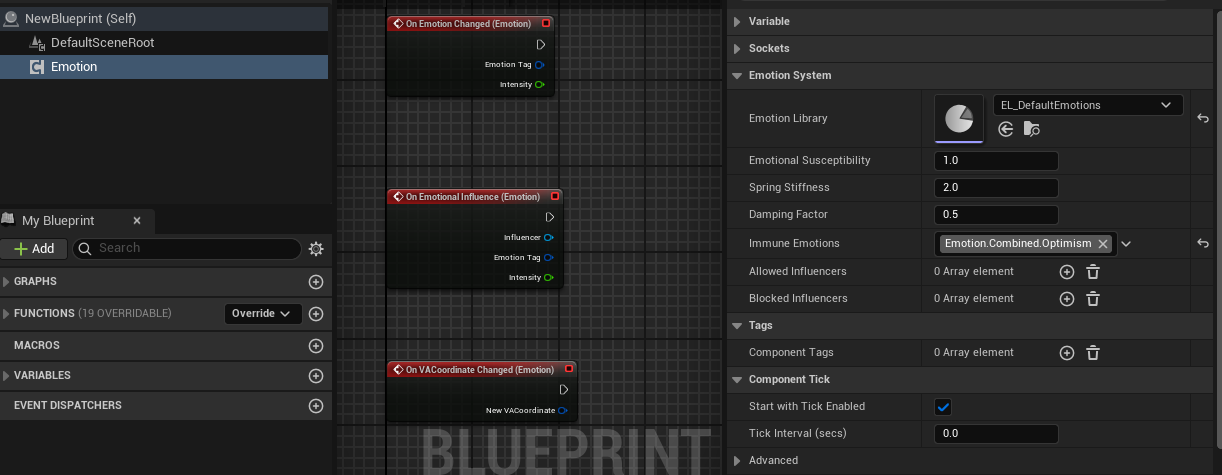 NewBlueprint (Self)
DefaultSceneRoot
Emotion
My Blueprint
Add
Search
GRAPHS
FUNCTIONS (19 OVERRIDABLE)
Override
MACROS
VARIABLES
EVENT DISPATCHERS
On Emotion Changed (Emotion)
Emotion Tag
Intensity
On Emotional Influence (Emotion)
Influencer
Emotion Tag
Intensity
On VACoordinate Changed (Emotion)
New VACoordinate
BLUEPRINT
Variable
Sockets
Emotion System
Emotion Library
EL_DefaultEmotions
Emotional Susceptibility
1.0
Spring Stiffness
2.0
Damping Factor
0.5
Immune Emotions
Emotion.Combined.Optimism
Allowed Influencers
0 Array element
Blocked Influencers
0 Array element
Tags
Component Tags
0 Array element
Component Tick
Start with Tick Enabled
Tick Interval (secs)
0.0
Advanced